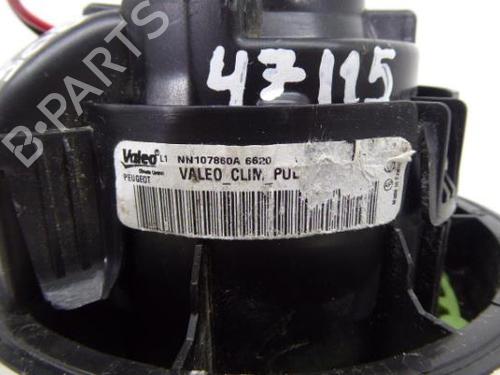 47115
Valeo L1 NN107860A 6620
PEUGEOT VALEO CLIM PUL
B-PARTS